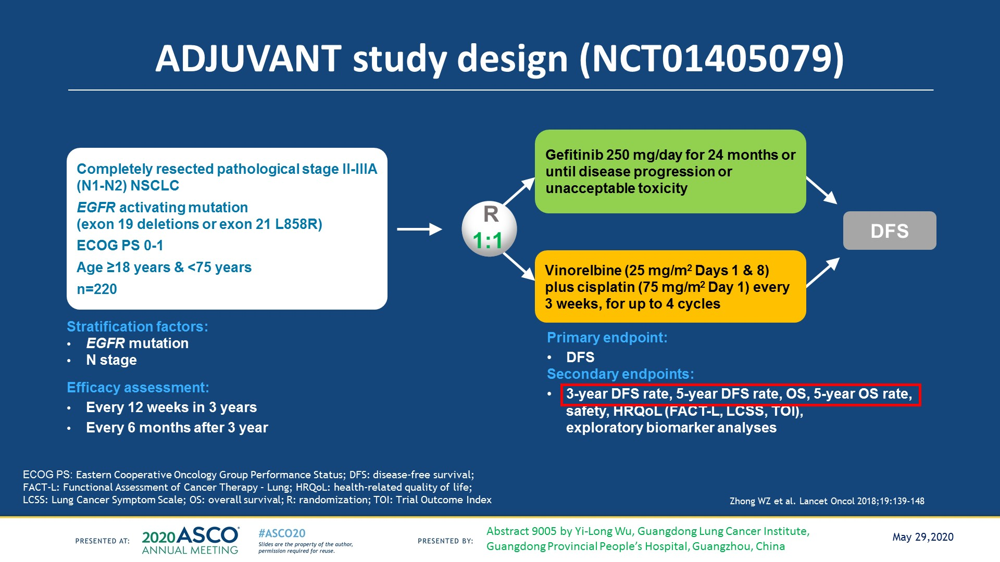 ADJUVANT study design (NCT01405079)
Completely resected pathological stage II-IIIA
(N1-N2) NSCLC
EGFR activating mutation
(exon 19 deletions or exon 21 L858R)
ECOG PS 0-1
Age ≥18 years & <75 years
n=220
R
1:1
Gefitinib 250 mg/day for 24 months or
until disease progression or
unacceptable toxicity
Vinorelbine (25 mg/m² Days 1 & 8)
plus cisplatin (75 mg/m² Day 1) every
3 weeks, for up to 4 cycles
DFS
Stratification factors:
• EGFR mutation
• N stage
Efficacy assessment:
• Every 12 weeks in 3 years
• Every 6 months after 3 year
Primary endpoint:
• DFS
Secondary endpoints:
• 3-year DFS rate, 5-year DFS rate, OS, 5-year OS rate,
safety, HRQoL (FACT-L, LCSS, TOI),
exploratory biomarker analyses
ECOG PS: Eastern Cooperative Oncology Group Performance Status; DFS: disease-free survival;
FACT-L: Functional Assessment of Cancer Therapy - Lung; HRQoL: health-related quality of life;
LCSS: Lung Cancer Symptom Scale; OS: overall survival; R: randomization; TOI: Trial Outcome Index
Zhong WZ et al. Lancet Oncol 2018;19:139-148
PRESENTED AT:
2020 ASCO
ANNUAL MEETING
#ASCO20
Slides are the property of the author,
permission required for reuse.
PRESENTED BY:
Abstract 9005 by Yi-Long Wu, Guangdong Lung Cancer Institute,
Guangdong Provincial People's Hospital, Guangzhou, China
May 29,2020